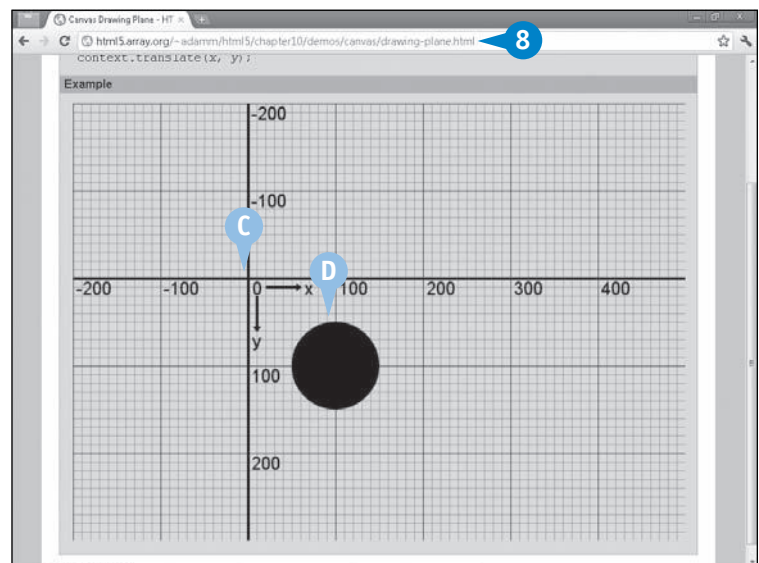 Canvas Drawing Plane - HT ×
html5.array.org/~adamm/html5/chapter10/demos/canvas/drawing-plane.html
8
context.translate(x, y);
Example
-200
-100
C
D
-200 -100 0 x 100 200 300 400
y
100
200